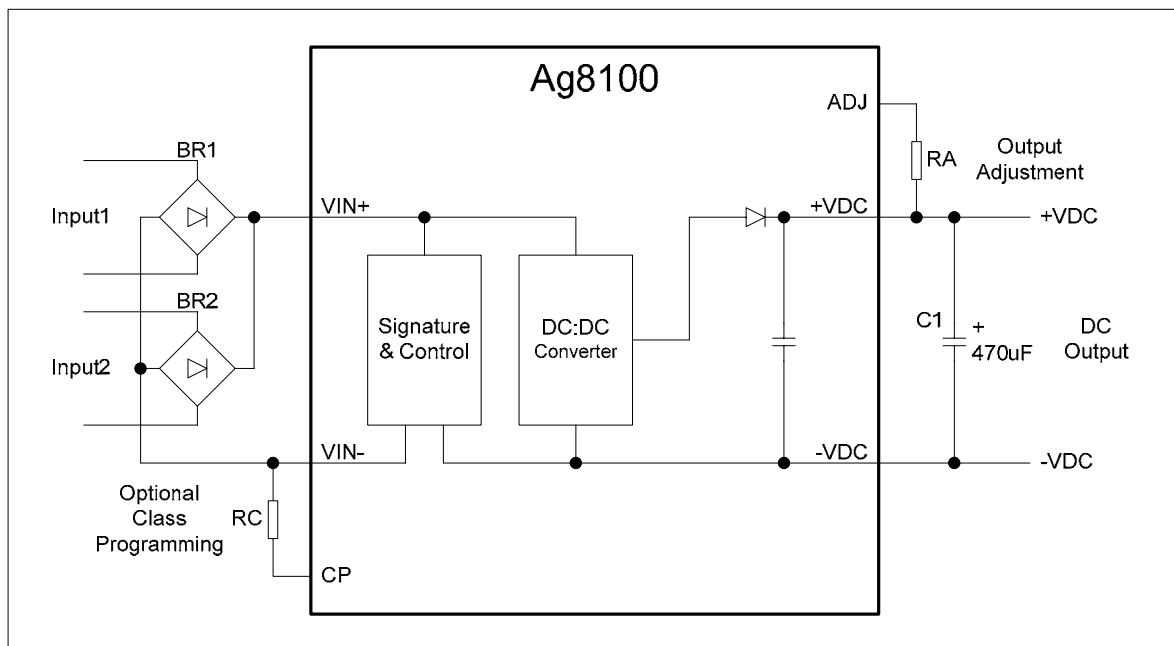 Ag8100
ADJ
BR1
RA
Output
Adjustment
Input1
VIN+
+VDC
+VDC
BR2
Signature
& Control
DC:DC
Converter
C1
+
470uF
DC
Output
Input2
VIN-
-VDC
-VDC
Optional
Class
Programming
RC
CP